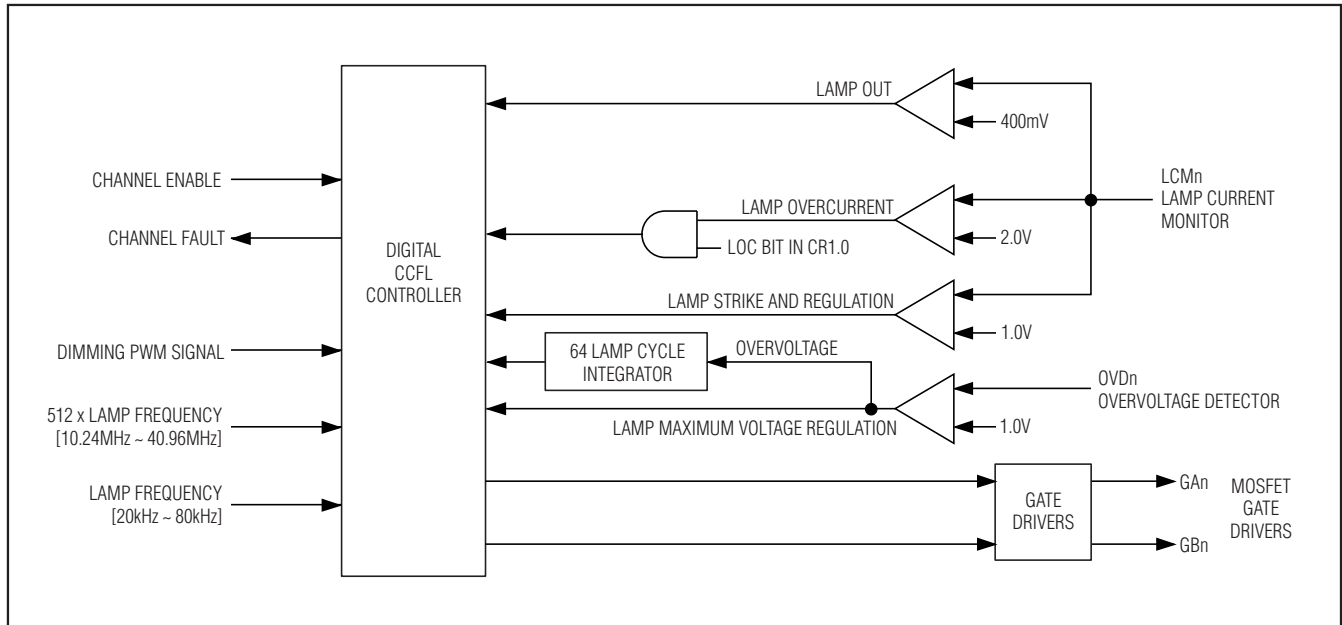 CHANNEL ENABLE
CHANNEL FAULT
DIMMING PWM SIGNAL
512 x LAMP FREQUENCY
[10.24MHz ~ 40.96MHz]
LAMP FREQUENCY
[20kHz ~ 80kHz]
DIGITAL
CCFL
CONTROLLER
LAMP OUT
400mV
LAMP OVERCURRENT
2.0V
LOC BIT IN CR1.0
LCMn
LAMP CURRENT
MONITOR
LAMP STRIKE AND REGULATION
1.0V
64 LAMP CYCLE
INTEGRATOR
OVERVOLTAGE
LAMP MAXIMUM VOLTAGE REGULATION
1.0V
OVDn
OVERVOLTAGE DETECTOR
GATE
DRIVERS
GAn
GBn
MOSFET
GATE
DRIVERS